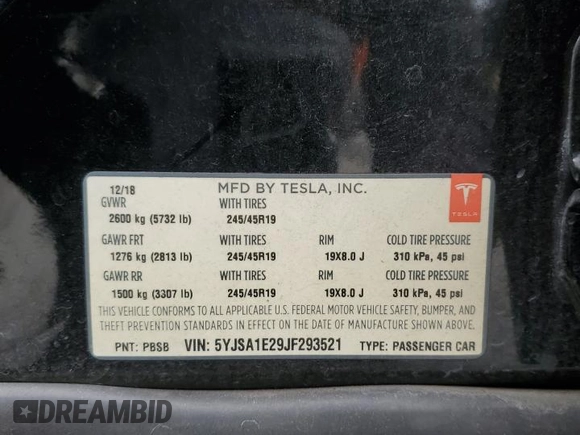 12/18 MFD BY TESLA, INC.
GVWR WITH TIRES
2600 kg (5732 lb) 245/45R19
GAWR FRT WITH TIRES RIM COLD TIRE PRESSURE
1276 kg (2813 lb) 245/45R19 19X8.0 J 310 kPa, 45 psi
GAWR RR WITH TIRES RIM COLD TIRE PRESSURE
1500 kg (3307 lb) 245/45R19 19X8.0 J 310 kPa, 45 psi
THIS VEHICLE CONFORMS TO ALL APPLICABLE U.S. FEDERAL MOTOR VEHICLE SAFETY, BUMPER, AND
THEFT PREVENTION STANDARDS IN EFFECT ON THE DATE OF MANUFACTURE SHOWN ABOVE.
PNT: PBSB VIN: 5YJSA1E29JF293521 TYPE: PASSENGER CAR
TESLA
DREAMBID